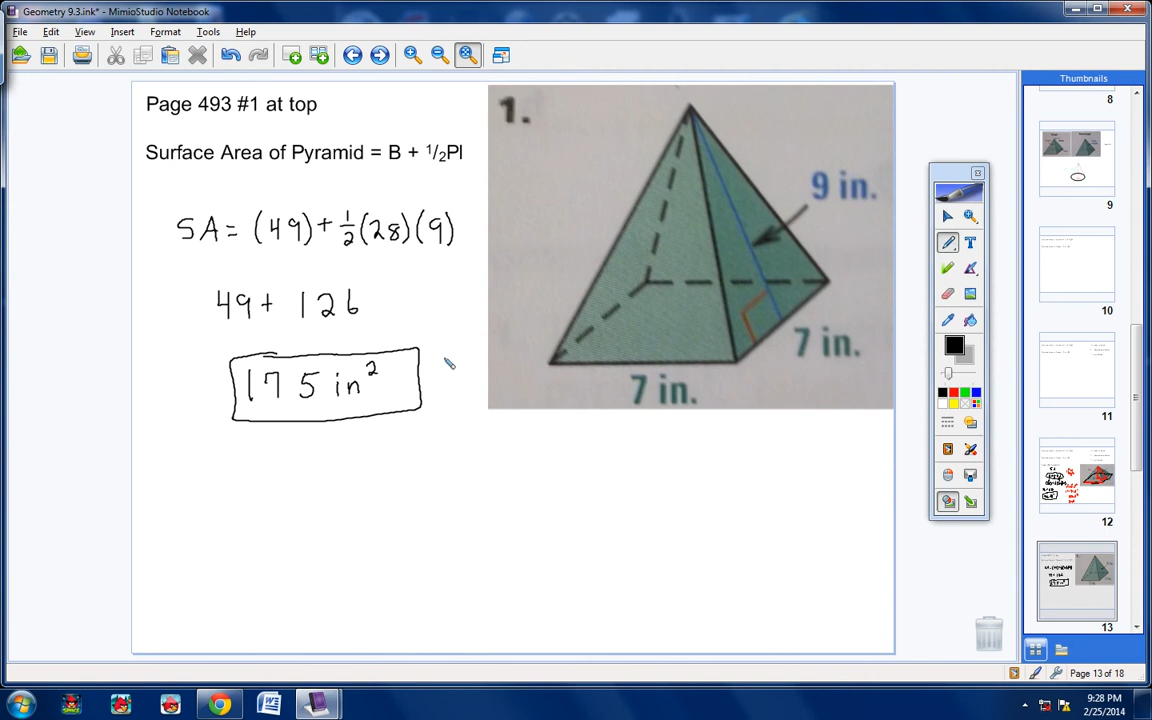 Geometry 9.3.ink* - MimioStudio Notebook
File Edit View Insert Format Tools Help
Thumbnails
Page 493 #1 at top
Surface Area of Pyramid = B + ¹/₂Pl
SA = (49) + 1/2 (28)(9)
49 + 126
175 in²
1.
9 in.
7 in.
7 in.
8
9
10
11
12
13
Page 13 of 18
9:28 PM
2/25/2014